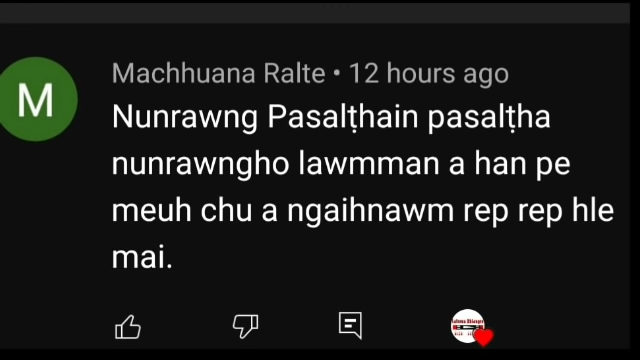 M
Machhuana Ralte • 12 hours ago
Nunrawng Pasalṭhain pasalṭha
nunrawngho lawmman a han pe
meuh chu a ngaihnawm rep rep hle
mai.